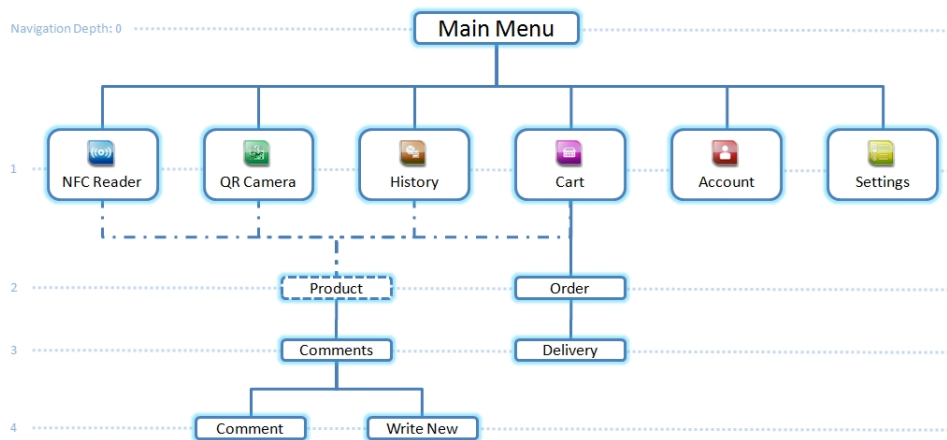 Navigation Depth: 0
Main Menu
1
NFC Reader
QR Camera
History
Cart
Account
Settings
2
Product
Order
3
Comments
Delivery
4
Comment
Write New